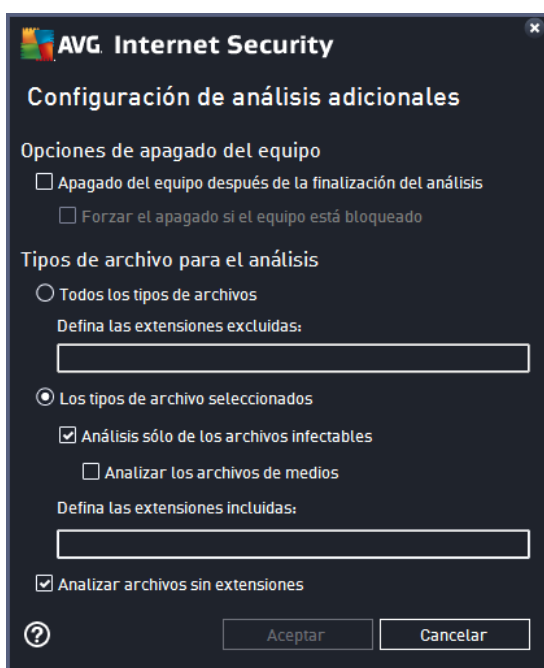 AVG. Internet Security
Configuración de análisis adicionales
Opciones de apagado del equipo
Apagado del equipo después de la finalización del análisis
Forzar el apagado si el equipo está bloqueado
Tipos de archivo para el análisis
Todos los tipos de archivos
Defina las extensiones excluidas:
Los tipos de archivo seleccionados
Análisis sólo de los archivos infectables
Analizar los archivos de medios
Defina las extensiones incluidas:
Analizar archivos sin extensiones
Aceptar Cancelar